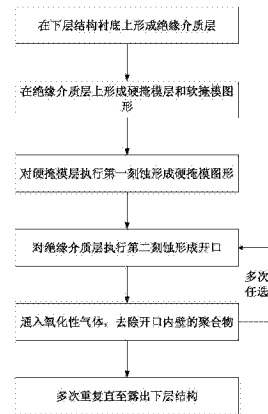 在下层结构衬底上形成绝缘介质层
在绝缘介质层上形成硬掩模层和软掩模图
形
对硬掩模层执行第一刻蚀形成硬掩模图形
对绝缘介质层执行第二刻蚀形成开口
多次
任选
通入氧化性气体，去除开口内壁的聚合物
多次重复直至露出下层结构